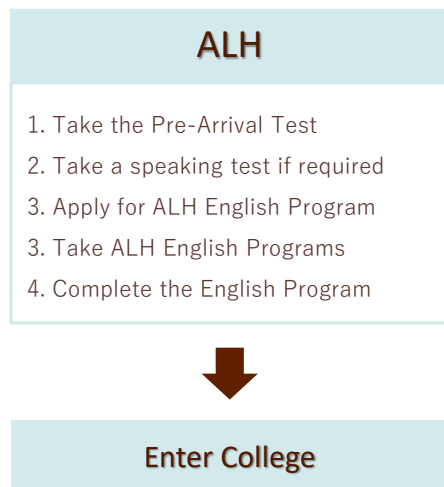 ALH
1. Take the Pre-Arrival Test
2. Take a speaking test if required
3. Apply for ALH English Program
3. Take ALH English Programs
4. Complete the English Program
Enter College